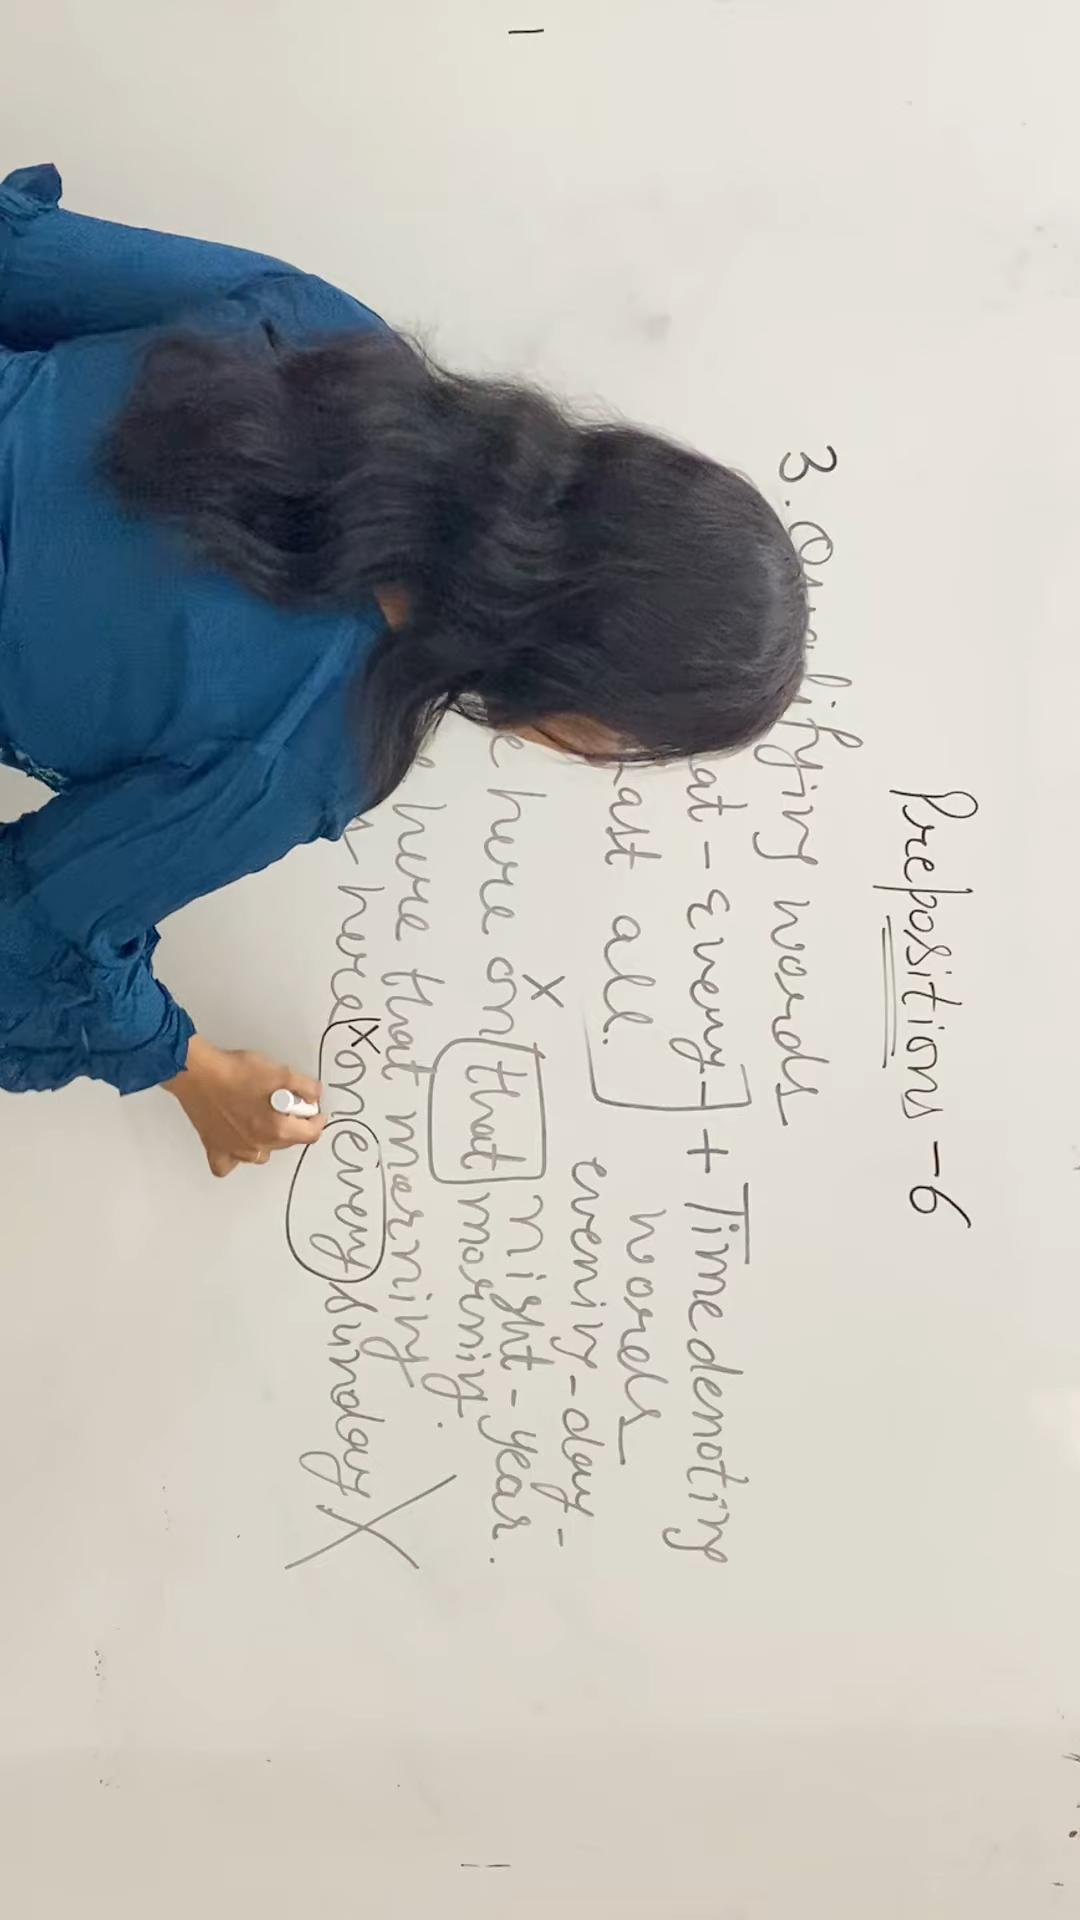 Prepositions - 6
3. Qualifying words
at - Every - + Time denoting
ast all. words
evening - day -
night - year.
here on that morning.
here that morning.
here on every sunday X